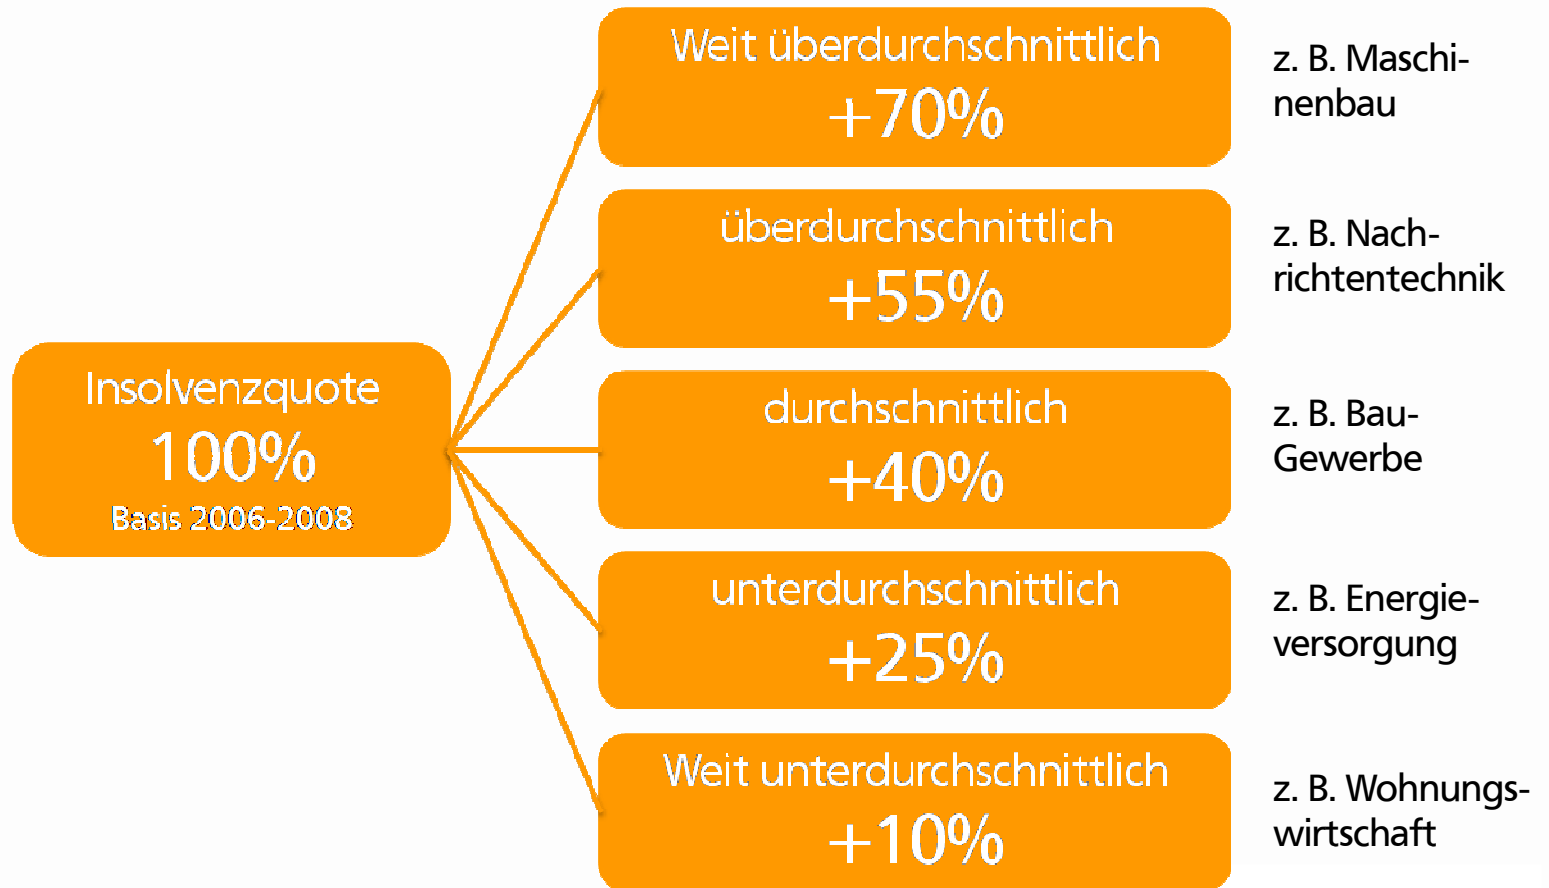 Weit überdurchschnittlich
+70%
z. B. Maschi-
nenbau
überdurchschnittlich
+55%
z. B. Nach-
richtentechnik
Insolvenzquote
100%
Basis 2006-2008
durchschnittlich
+40%
z. B. Bau-
Gewerbe
unterdurchschnittlich
+25%
z. B. Energie-
versorgung
Weit unterdurchschnittlich
+10%
z. B. Wohnungs-
wirtschaft